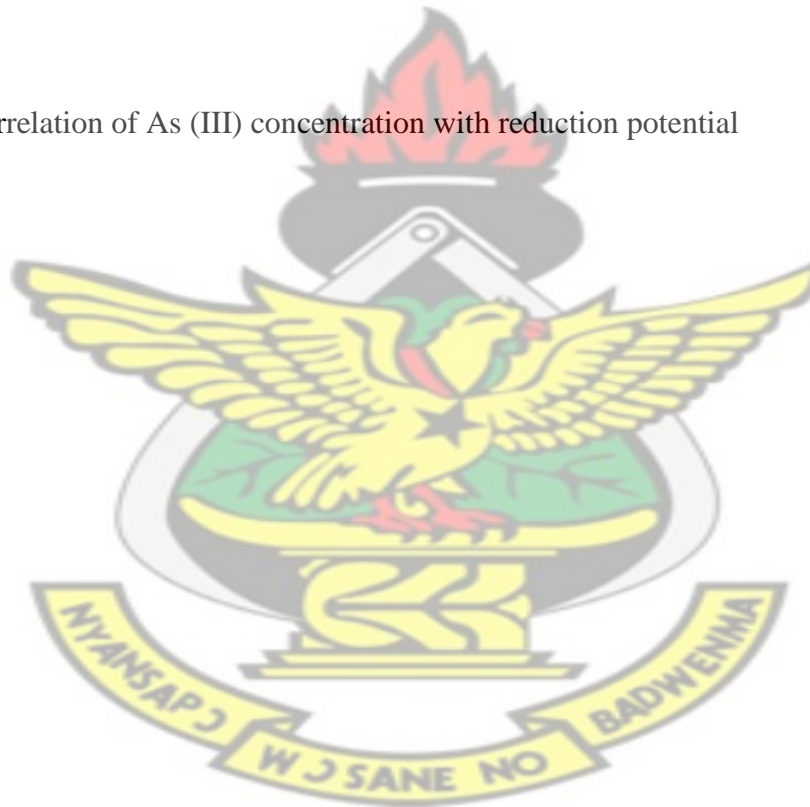 rrelation of As (III) concentration with reduction potential
NYANSAPƆ WƆSANE NO BADWENMA